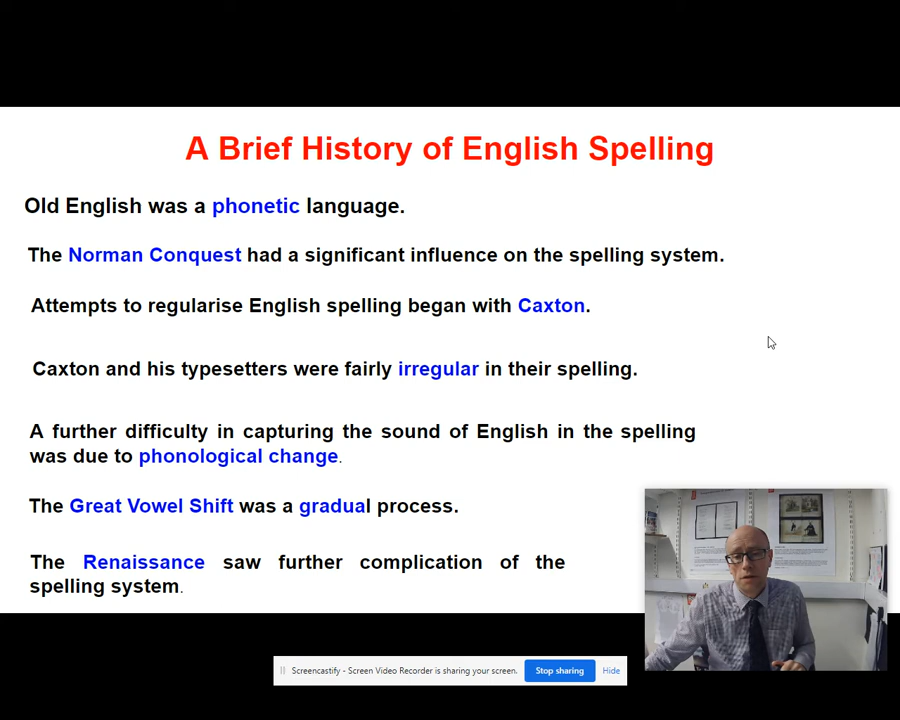 A Brief History of English Spelling
Old English was a phonetic language.
The Norman Conquest had a significant influence on the spelling system.
Attempts to regularise English spelling began with Caxton.
Caxton and his typesetters were fairly irregular in their spelling.
A further difficulty in capturing the sound of English in the spelling
was due to phonological change.
The Great Vowel Shift was a gradual process.
The Renaissance saw further complication of the
spelling system.
Screencastify - Screen Video Recorder is sharing your screen. Stop sharing Hide